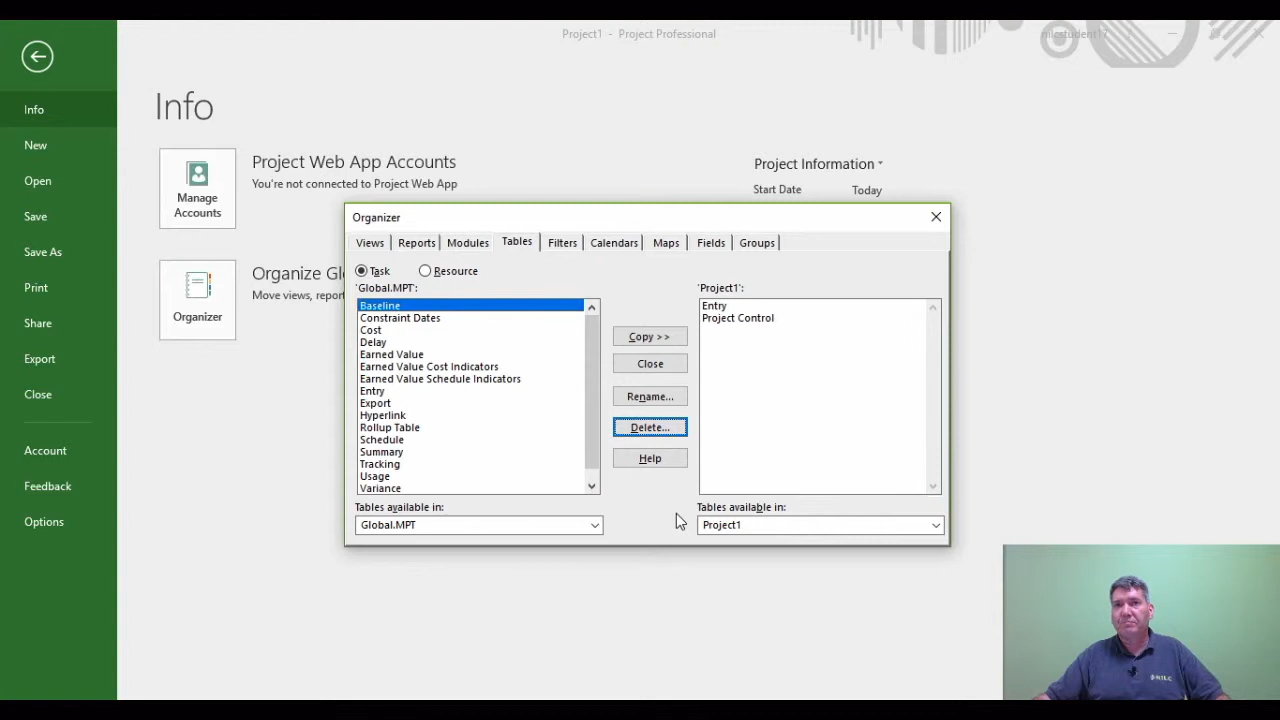 Project1 - Project Professional
nilcstudent17
Info
Info
New
Open
Save
Save As
Print
Share
Export
Close
Account
Feedback
Options
Manage
Accounts
Project Web App Accounts
You're not connected to Project Web App
Project Information
Start Date
Today
Organizer
Organize Gl
Move views, report
Organizer
Views
Reports
Modules
Tables
Filters
Calendars
Maps
Fields
Groups
Task
Resource
'Global.MPT':
Baseline
Constraint Dates
Cost
Delay
Earned Value
Earned Value Cost Indicators
Earned Value Schedule Indicators
Entry
Export
Hyperlink
Rollup Table
Schedule
Summary
Tracking
Usage
Variance
Tables available in:
Global.MPT
Copy >>
Close
Rename...
Delete...
Help
'Project1':
Entry
Project Control
Tables available in:
Project1
NILC